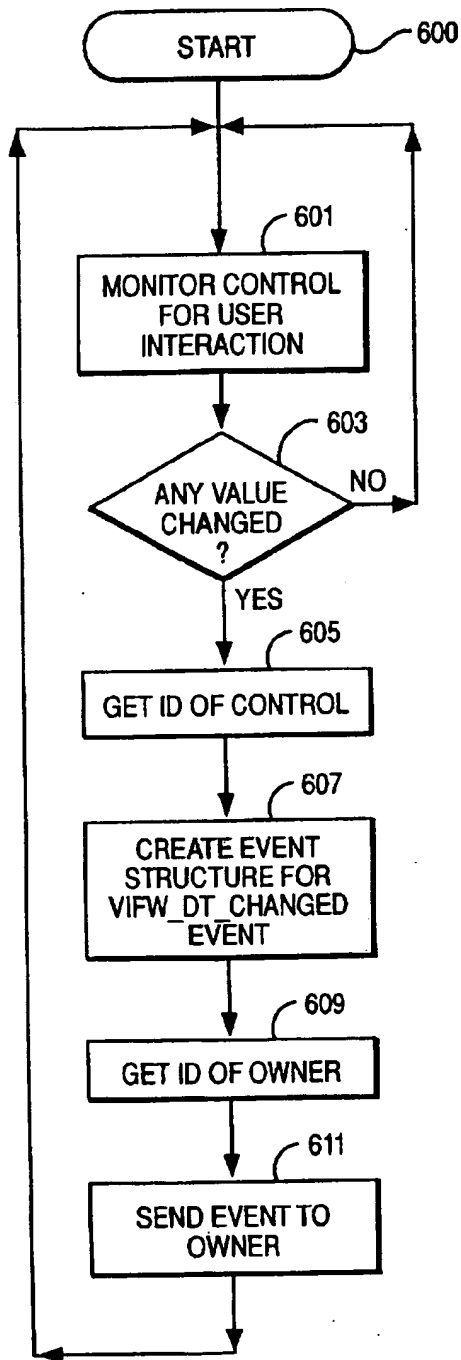 START
600
601
MONITOR CONTROL
FOR USER
INTERACTION
603
ANY VALUE
CHANGED
?
NO
YES
605
GET ID OF CONTROL
607
CREATE EVENT
STRUCTURE FOR
VIFW_DT_CHANGED
EVENT
609
GET ID OF OWNER
611
SEND EVENT TO
OWNER